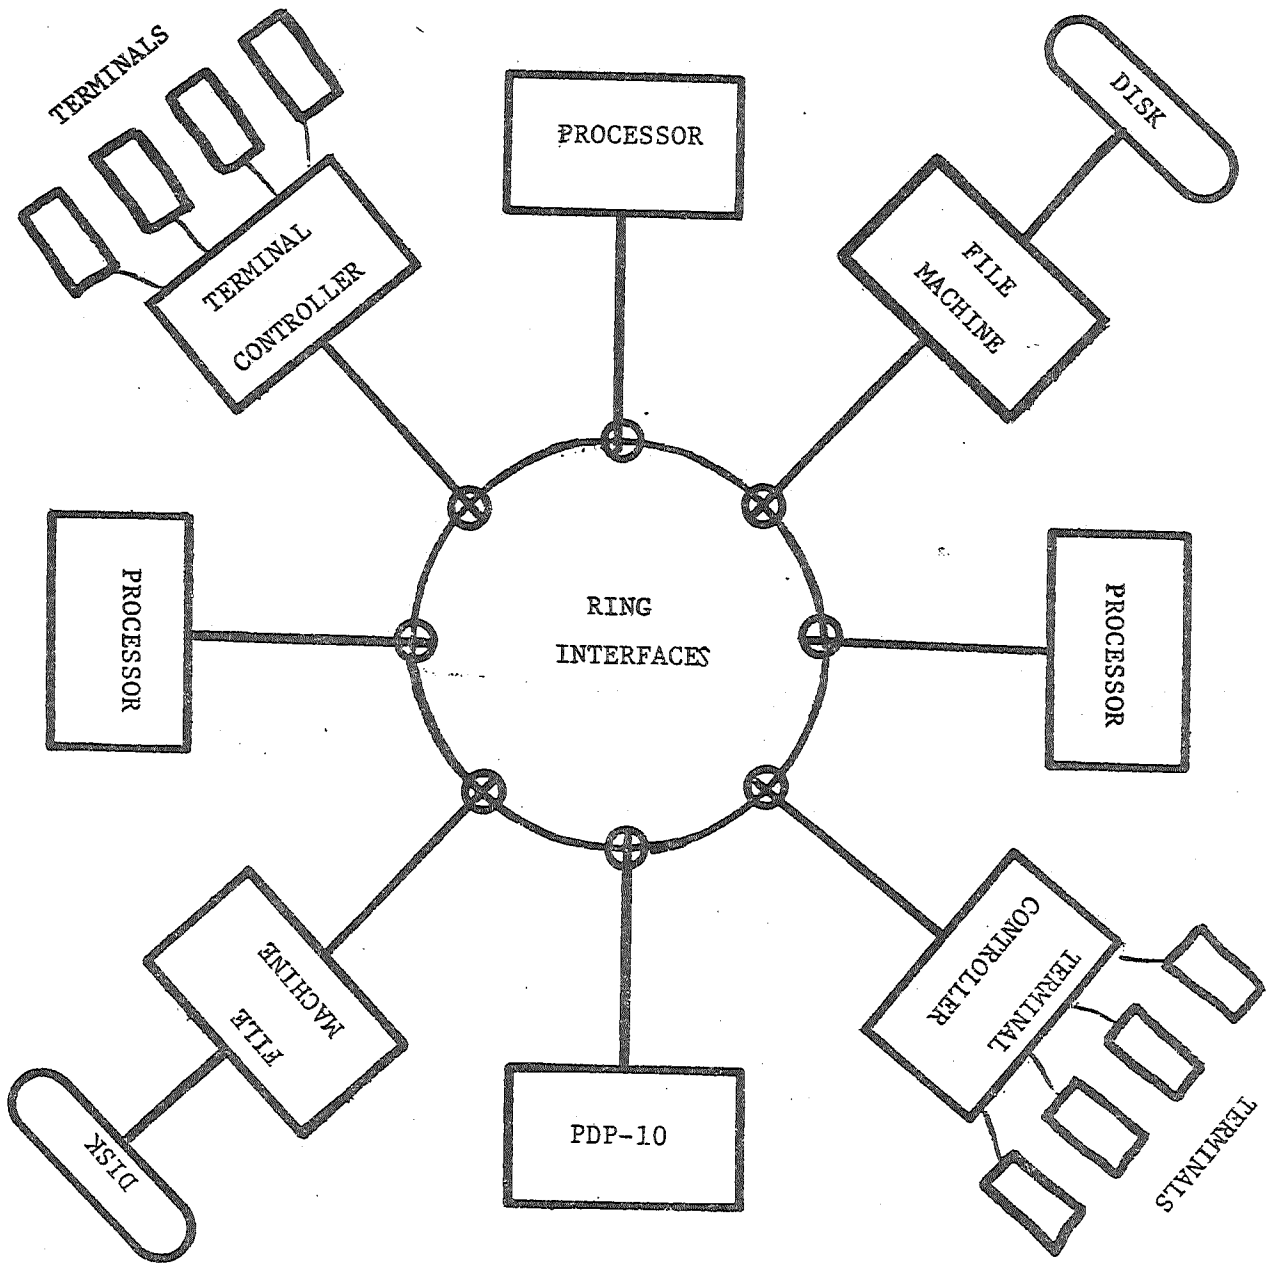 TERMINALS
PROCESSOR
DISK
TERMINAL
CONTROLLER
FILE
MACHINE
PROCESSOR
RING
INTERFACES
PROCESSOR
FILE
MACHINE
DISK
PDP-10
TERMINAL
CONTROLLER
TERMINALS